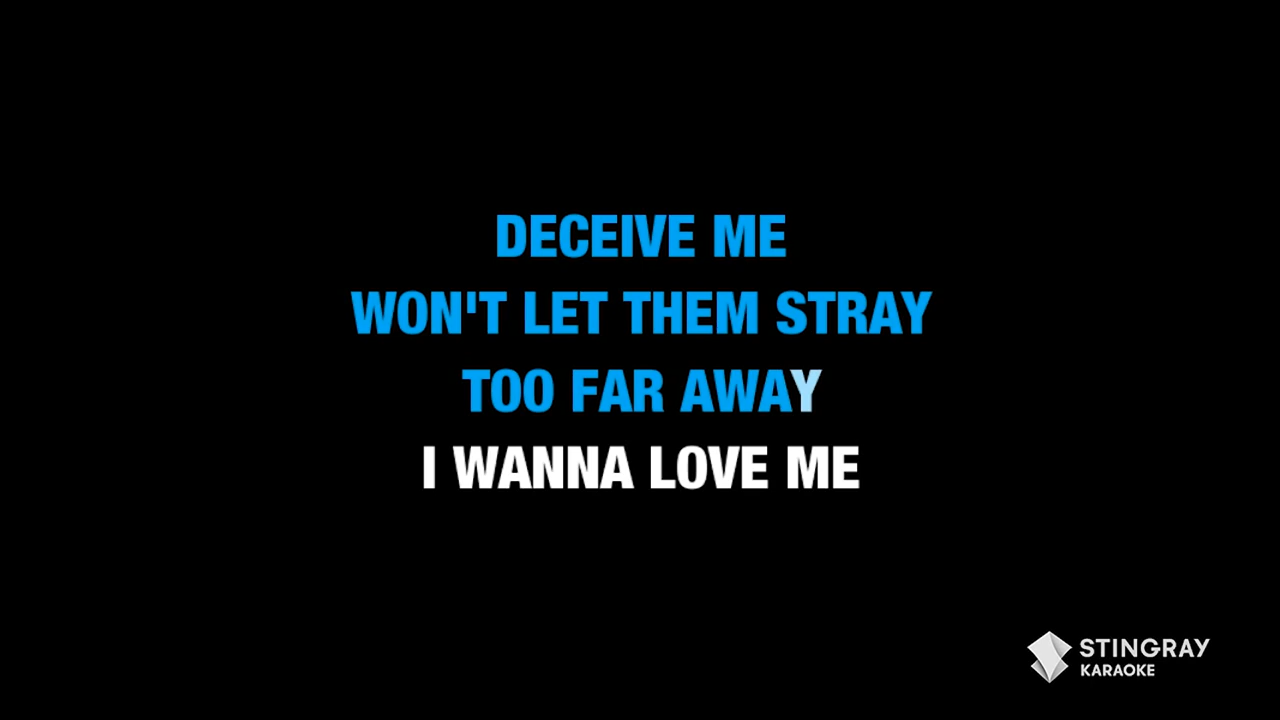 DECEIVE ME
WON'T LET THEM STRAY
TOO FAR AWAY
I WANNA LOVE ME
STINGRAY
KARAOKE